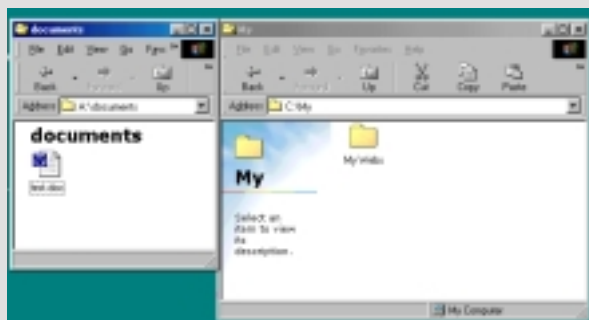 documents
File Edit View Go Favo »
Back Forward Up »
Address A:\documents
documents
test.doc
My
File Edit View Go Favorites Help
Back Forward Up Cut Copy Paste
Address C:\My
My
Select an
item to view
its
description.
My Webs
My Computer